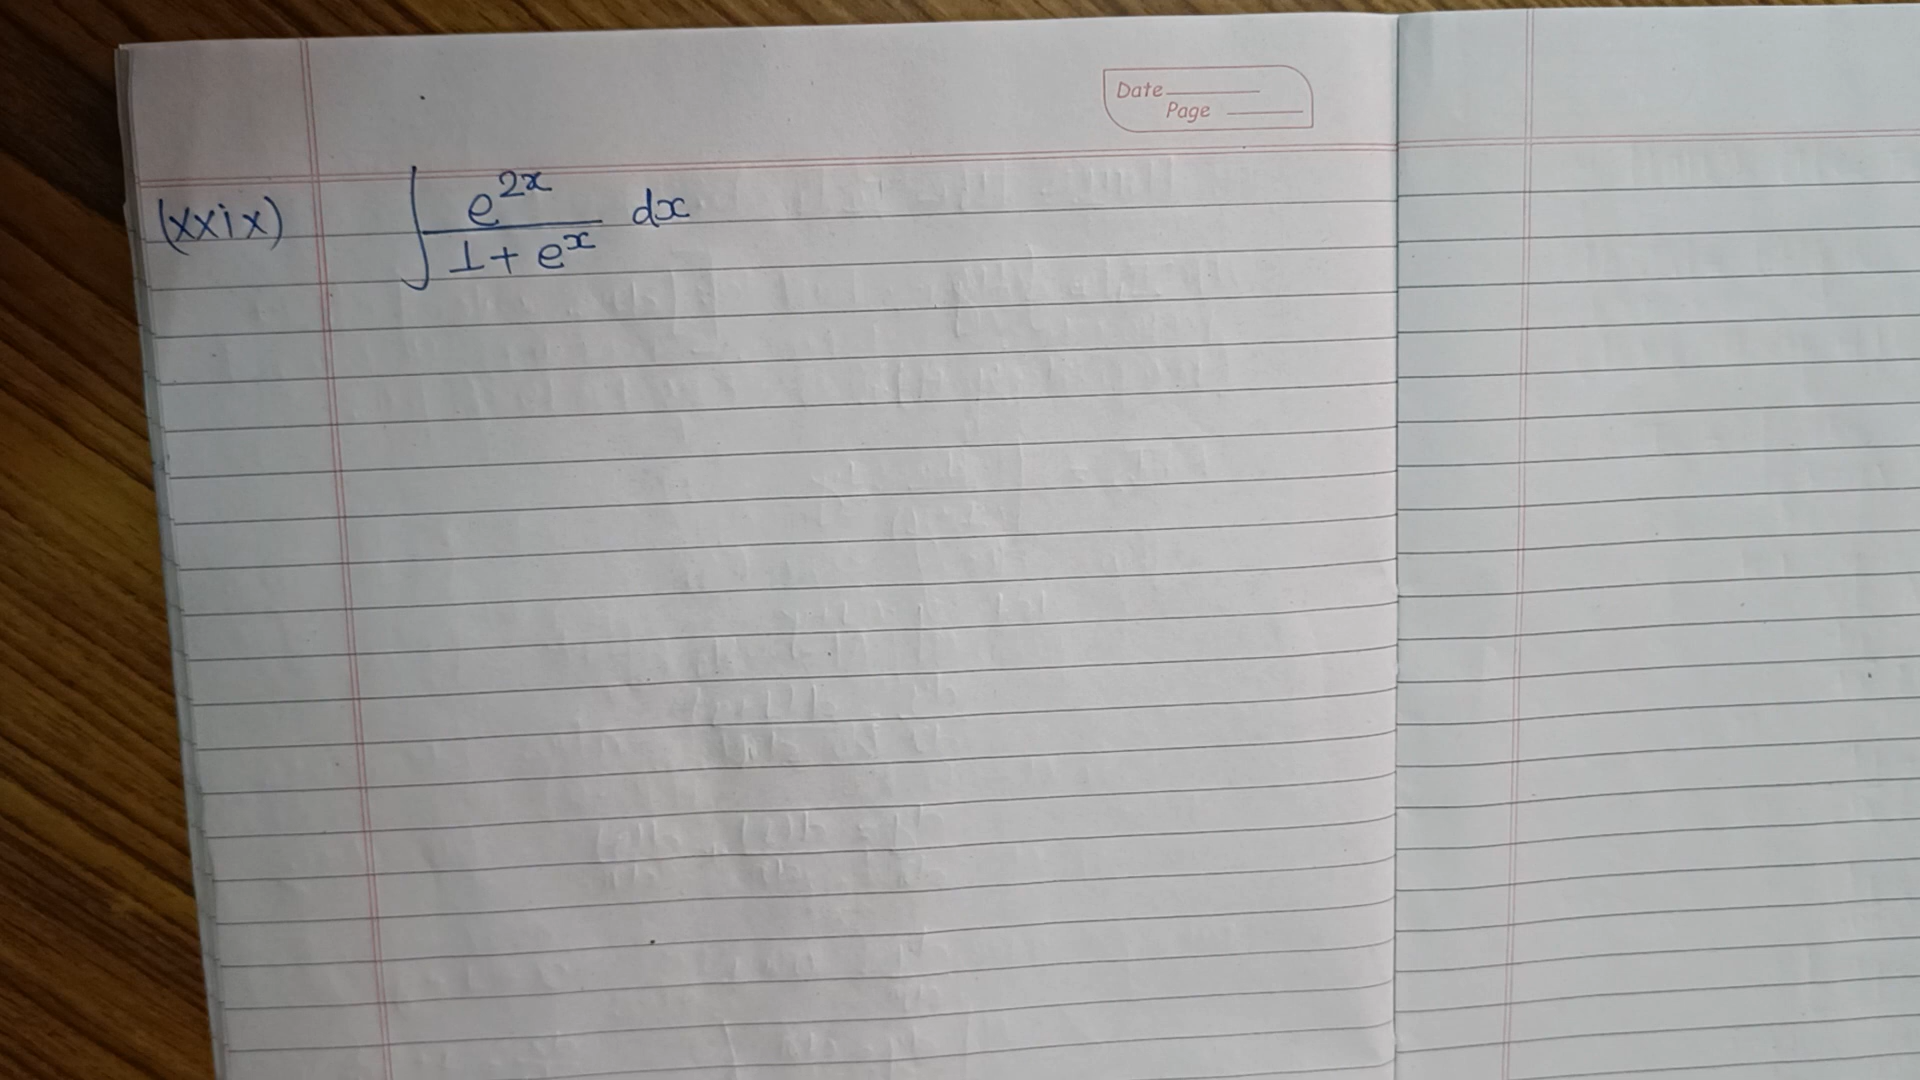 Date
Page
(xxix) ∫ e^{2x} / (1 + e^x) dx